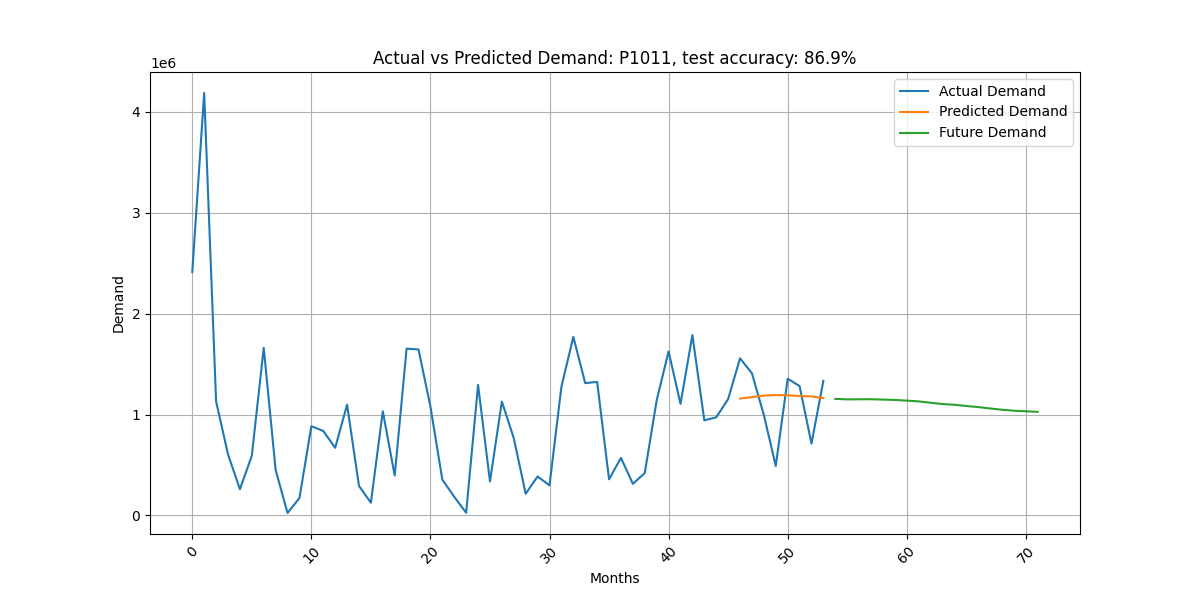 Actual vs Predicted Demand: P1011, test accuracy: 86.9%
1e6
Actual Demand
Predicted Demand
Future Demand
4
3
2
1
0
Demand
0
10
20
30
40
50
60
70
Months